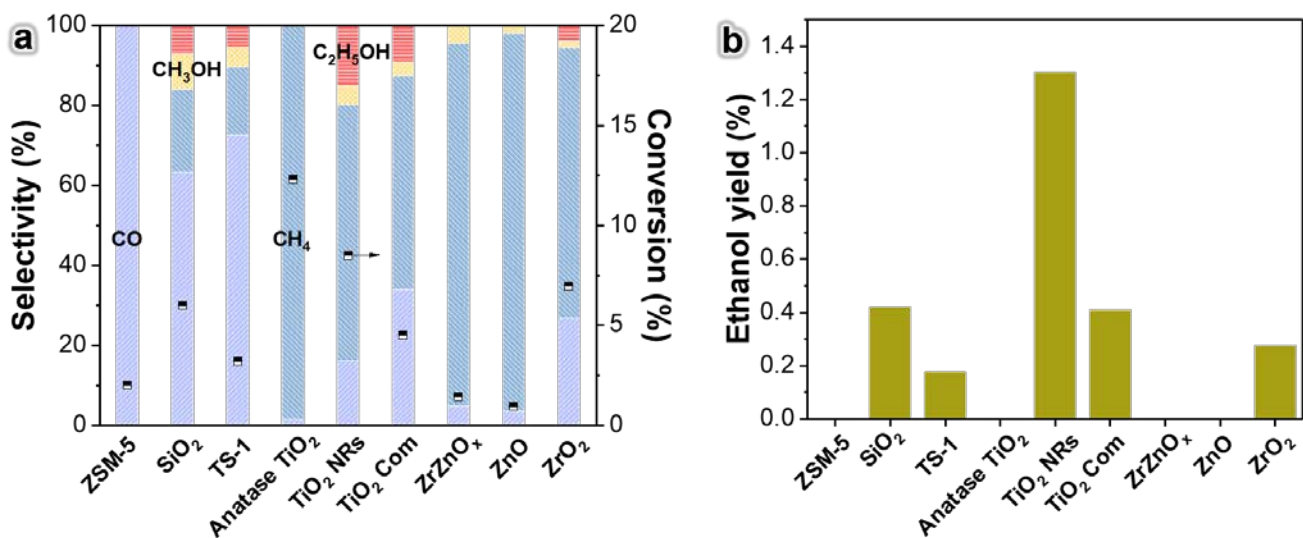 a
Selectivity (%)
100
80
60
40
20
0
CO
CH₃OH
CH₄
C₂H₅OH
20
15
10
5
0
Conversion (%)
ZSM-5
SiO₂
TS-1
Anatase TiO₂
TiO₂ NRs
TiO₂ Com
ZrZnOₓ
ZnO
ZrO₂
b
Ethanol yield (%)
1.4
1.2
1.0
0.8
0.6
0.4
0.2
0.0
ZSM-5
SiO₂
TS-1
Anatase TiO₂
TiO₂ NRs
TiO₂ Com
ZrZnOₓ
ZnO
ZrO₂